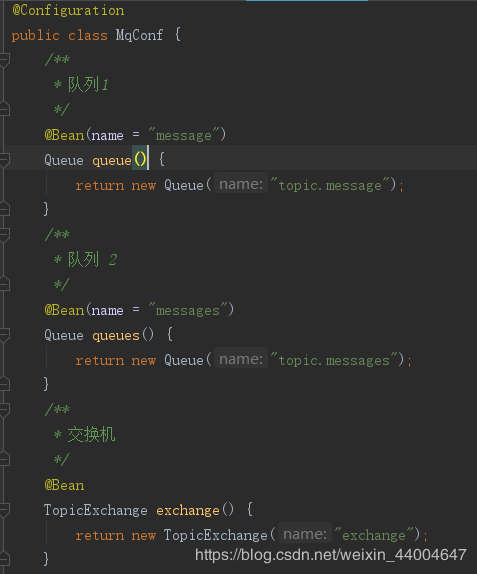 @Configuration
public class MqConf {
/**
* 队列1
*/
@Bean(name = "message")
Queue queue() {
return new Queue( name: "topic.message");
}
/**
* 队列 2
*/
@Bean(name = "messages")
Queue queues() {
return new Queue( name: "topic.messages");
}
/**
* 交换机
*/
@Bean
TopicExchange exchange() {
return new TopicExchange( name: "exchange");
}
https://blog.csdn.net/weixin_44004647